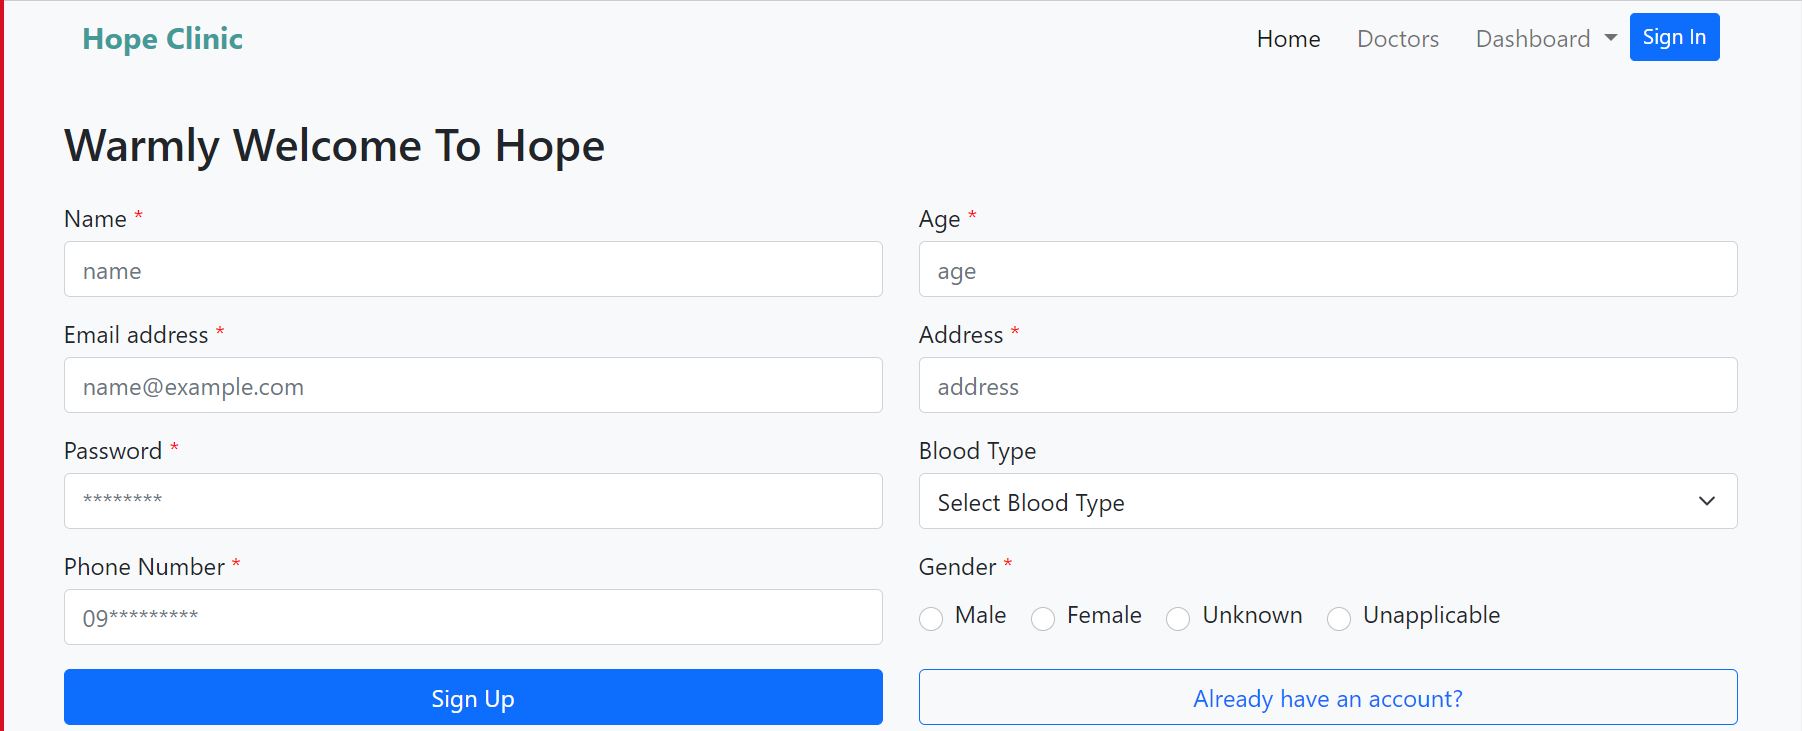 Hope Clinic
Home Doctors Dashboard Sign In
Warmly Welcome To Hope
Name * Age *
name age
Email address * Address *
name@example.com address
Password * Blood Type
******** Select Blood Type
Phone Number * Gender *
09********* Male Female Unknown Unapplicable
Sign Up Already have an account?